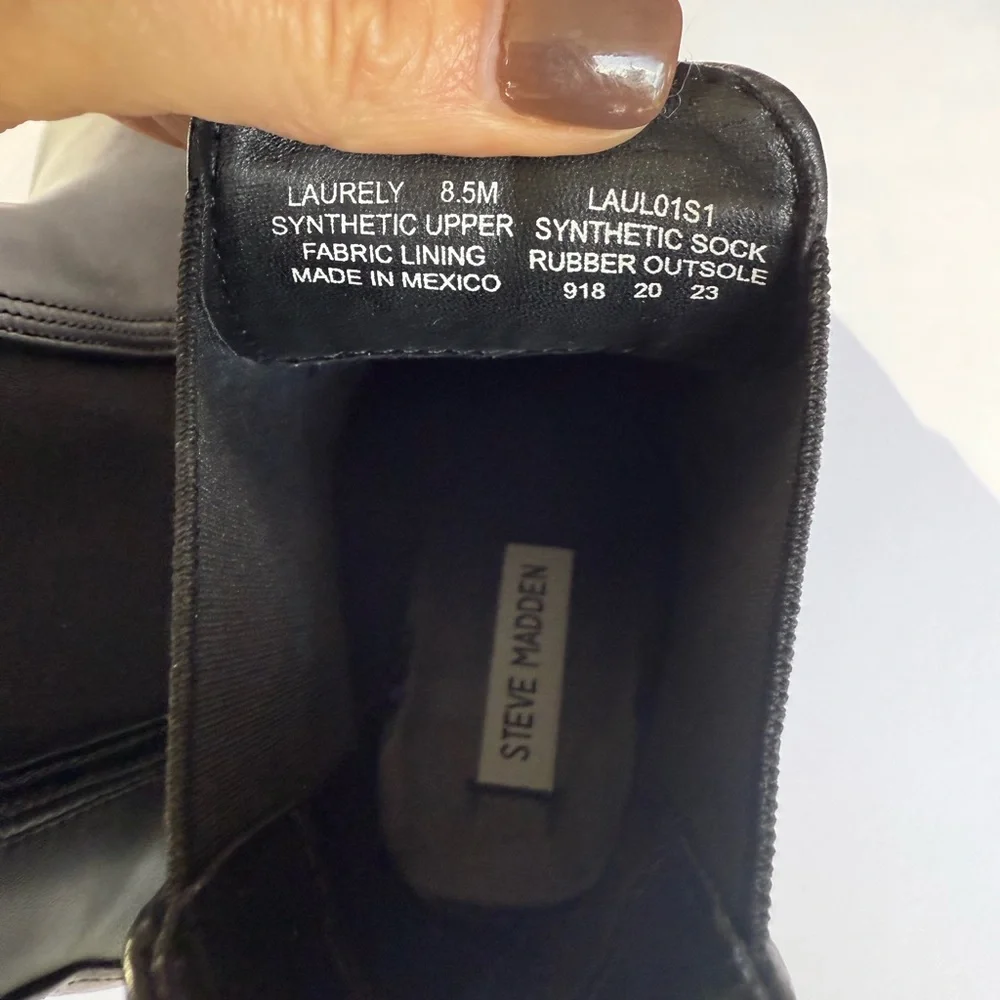 LAURELY 8.5M
SYNTHETIC UPPER
FABRIC LINING
MADE IN MEXICO
LAUL01S1
SYNTHETIC SOCK
RUBBER OUTSOLE
918 20 23
STEVE MADDEN